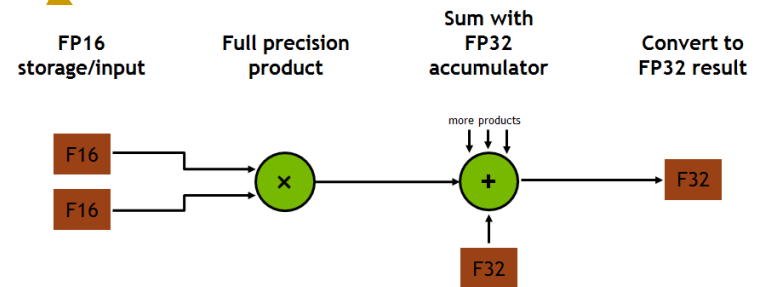 FP16
storage/input
Full precision
product
Sum with
FP32
accumulator
Convert to
FP32 result
more products
F16
F16
×
+
F32
F32